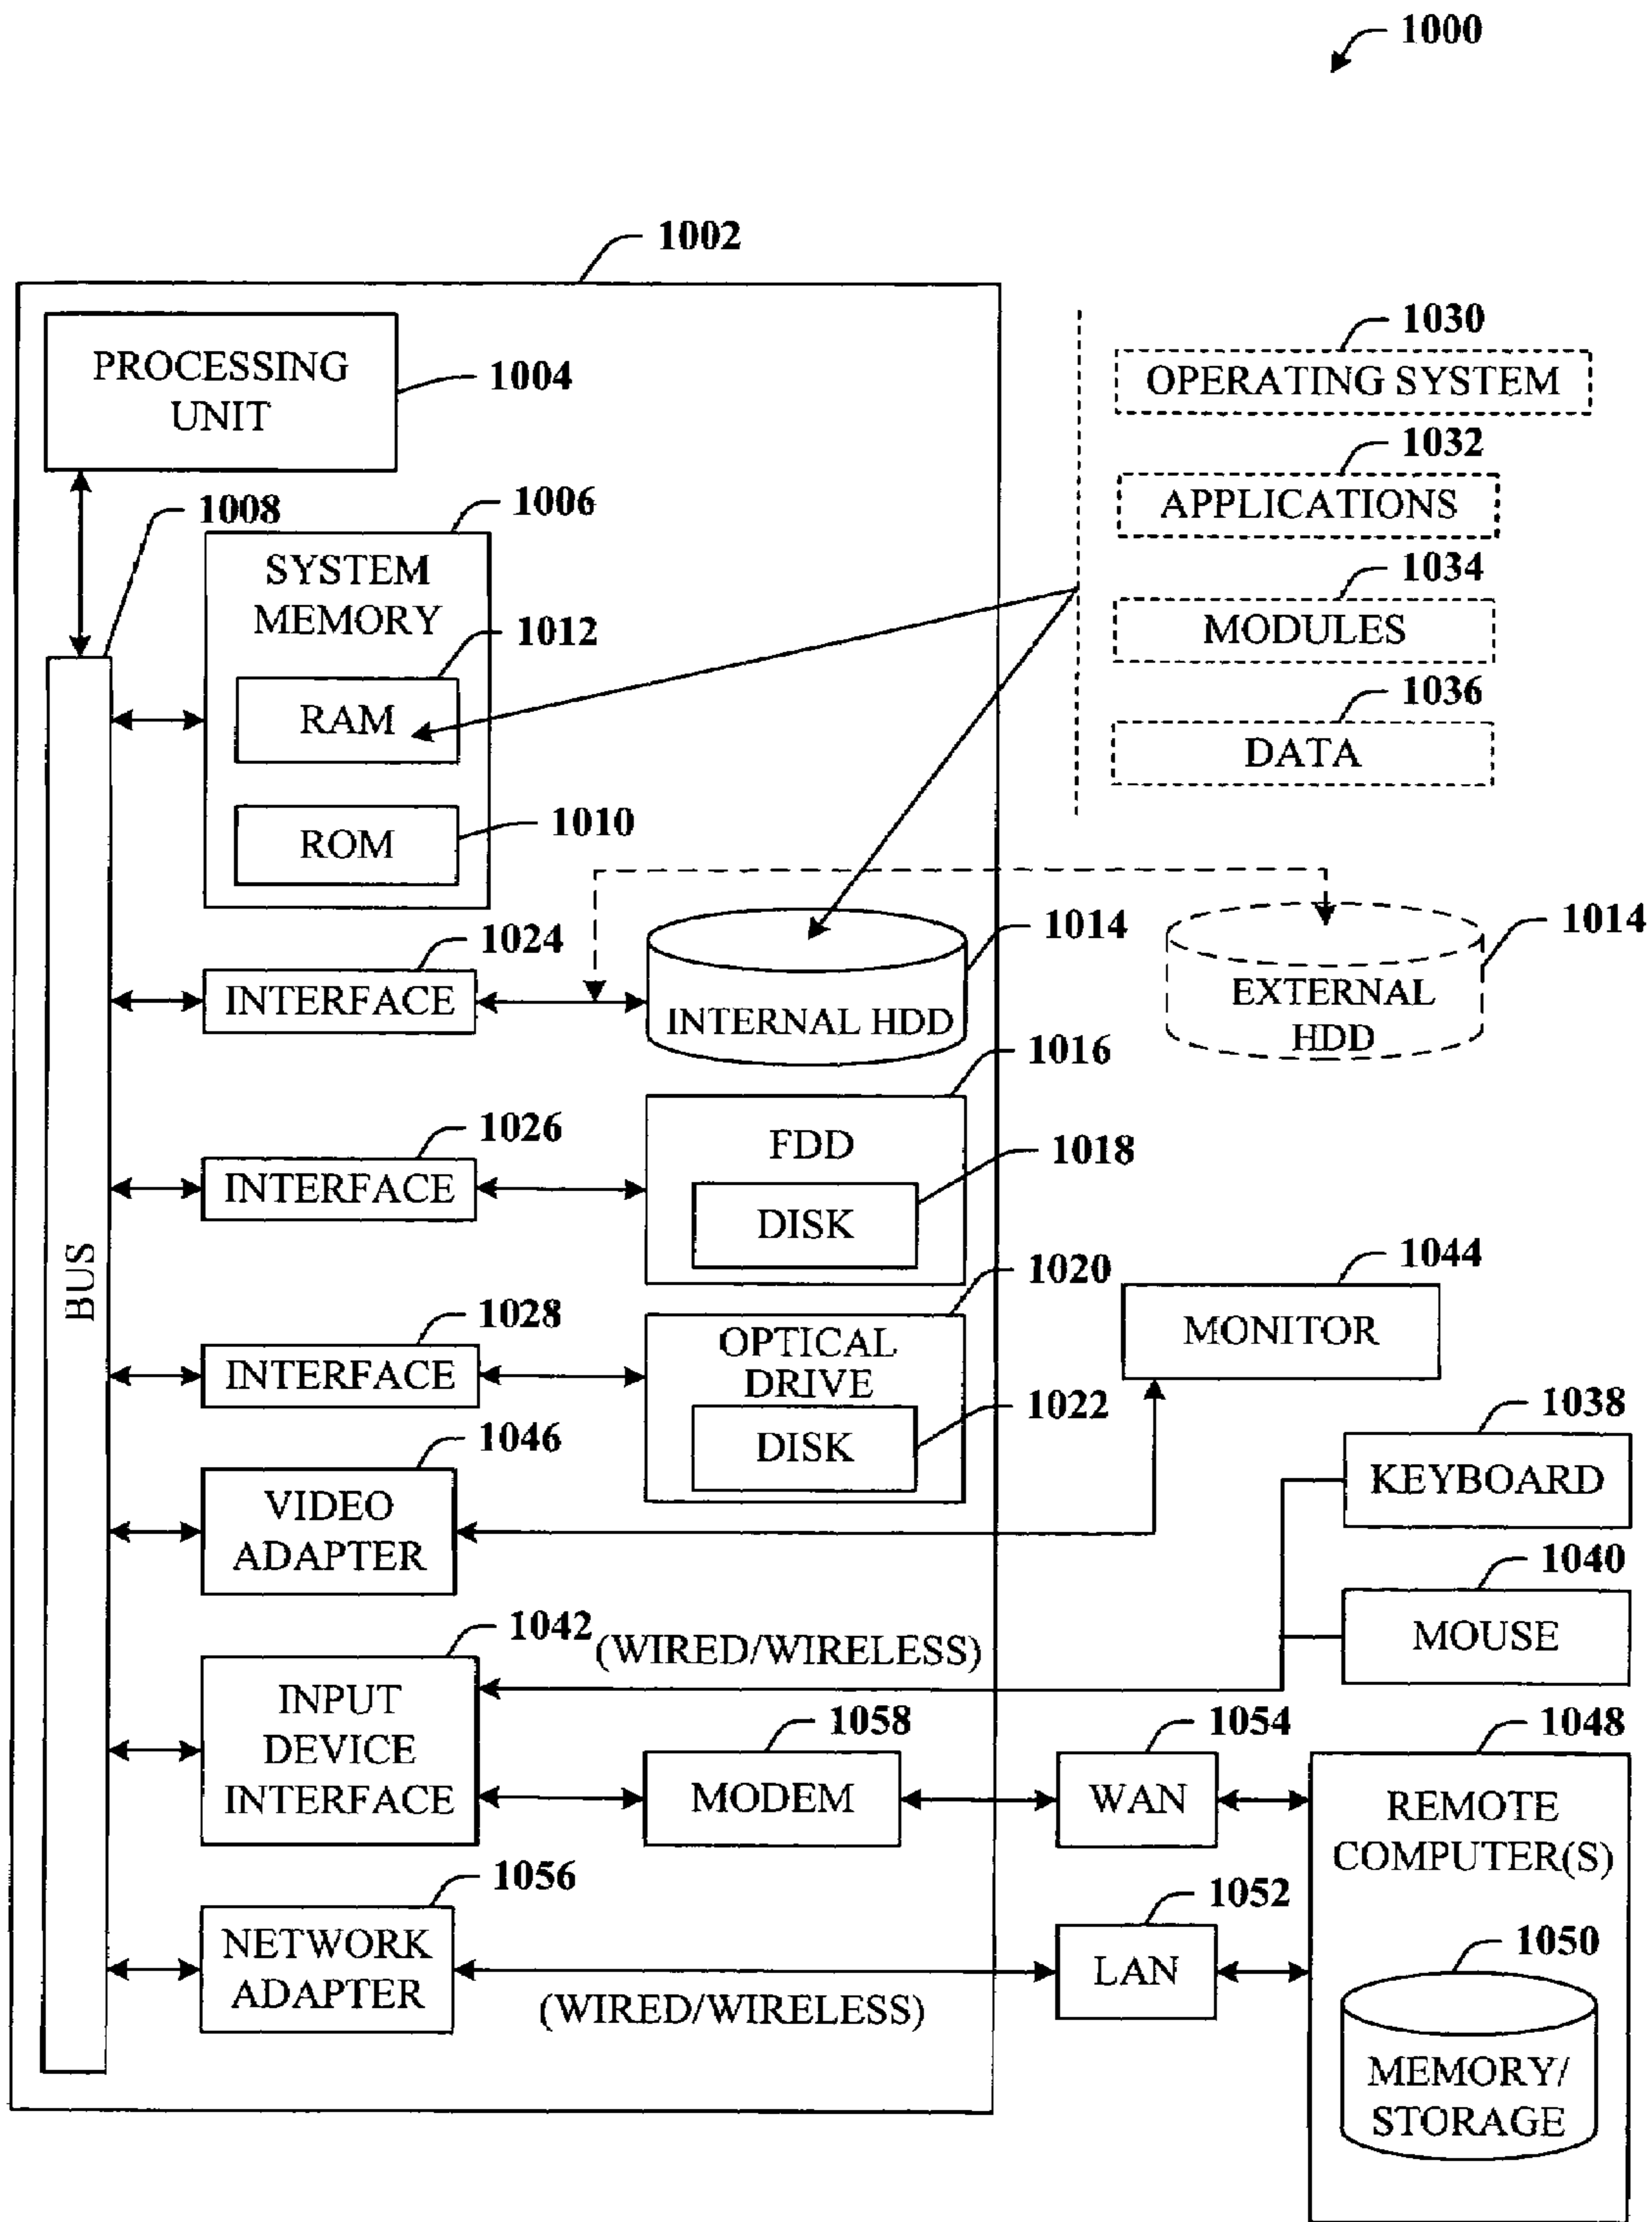 1000
1002
PROCESSING
UNIT
1004
1030
OPERATING SYSTEM
1032
APPLICATIONS
1034
MODULES
1036
DATA
1008
1006
SYSTEM
MEMORY
1012
RAM
1010
ROM
BUS
1024
INTERFACE
1014
INTERNAL HDD
1014
EXTERNAL
HDD
1026
INTERFACE
1016
FDD
1018
DISK
1028
INTERFACE
1020
OPTICAL
DRIVE
1022
DISK
1044
MONITOR
1046
VIDEO
ADAPTER
1038
KEYBOARD
1040
MOUSE
1042
(WIRED/WIRELESS)
INPUT
DEVICE
INTERFACE
1058
MODEM
1054
WAN
1048
REMOTE
COMPUTER(S)
1056
NETWORK
ADAPTER
(WIRED/WIRELESS)
1052
LAN
1050
MEMORY/
STORAGE